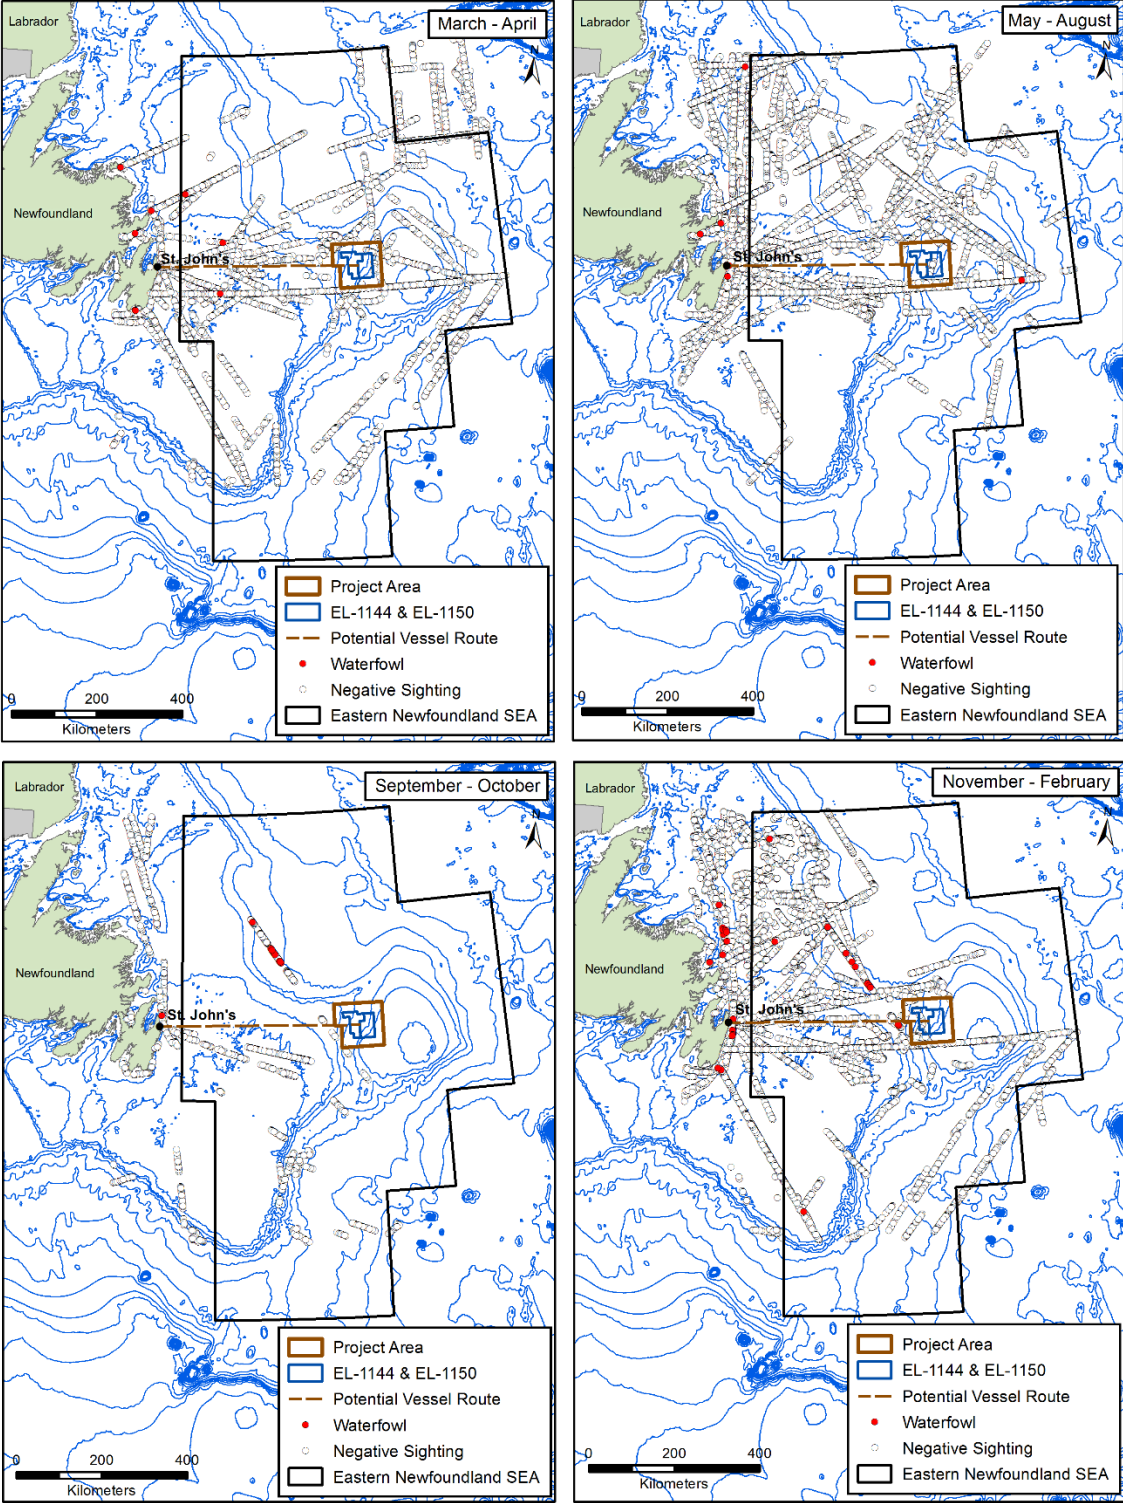 Labrador
March - April
N
Newfoundland
St. John's
Project Area
EL-1144 & EL-1150
Potential Vessel Route
Waterfowl
Negative Sighting
Eastern Newfoundland SEA
0 200 400
Kilometers
Labrador
May - August
N
Newfoundland
St. John's
Project Area
EL-1144 & EL-1150
Potential Vessel Route
Waterfowl
Negative Sighting
Eastern Newfoundland SEA
0 200 400
Kilometers
Labrador
September - October
N
Newfoundland
St. John's
Project Area
EL-1144 & EL-1150
Potential Vessel Route
Waterfowl
Negative Sighting
Eastern Newfoundland SEA
0 200 400
Kilometers
Labrador
November - February
N
Newfoundland
St. John's
Project Area
EL-1144 & EL-1150
Potential Vessel Route
Waterfowl
Negative Sighting
Eastern Newfoundland SEA
0 200 400
Kilometers